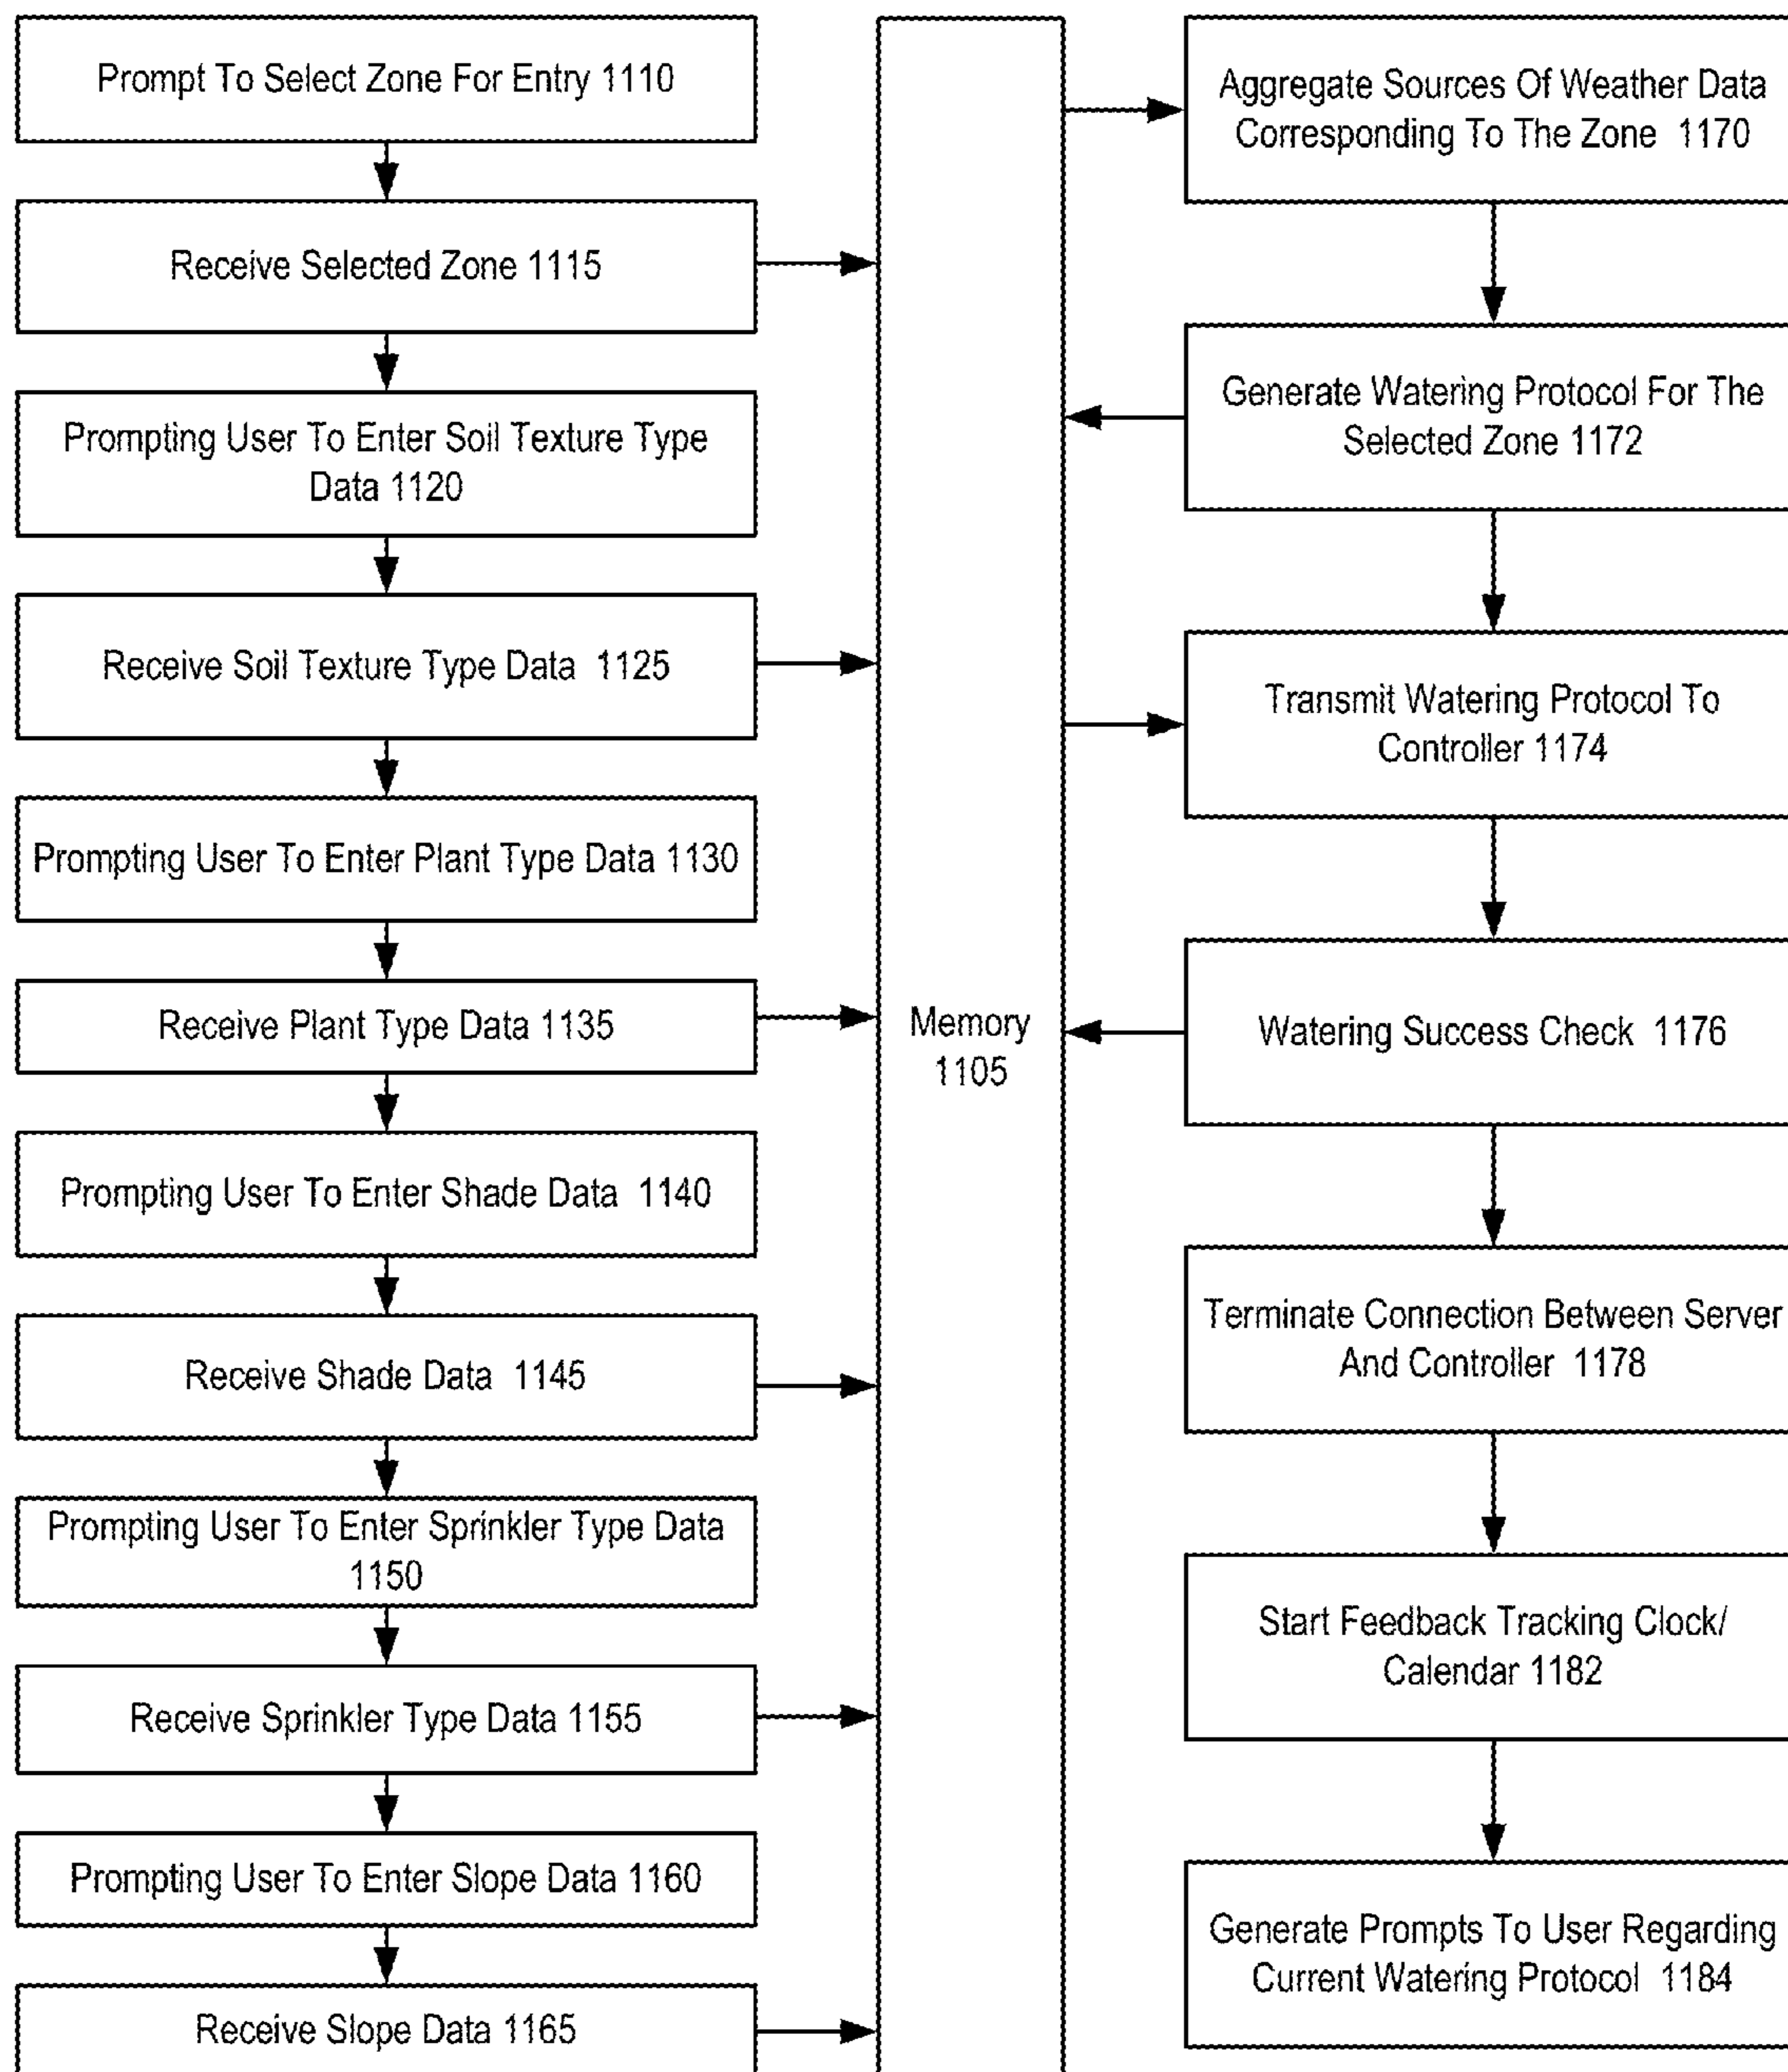 Prompt To Select Zone For Entry 1110
Receive Selected Zone 1115
Prompting User To Enter Soil Texture Type
Data 1120
Receive Soil Texture Type Data 1125
Prompting User To Enter Plant Type Data 1130
Receive Plant Type Data 1135
Prompting User To Enter Shade Data 1140
Receive Shade Data 1145
Prompting User To Enter Sprinkler Type Data
1150
Receive Sprinkler Type Data 1155
Prompting User To Enter Slope Data 1160
Receive Slope Data 1165
Memory
1105
Aggregate Sources Of Weather Data
Corresponding To The Zone 1170
Generate Watering Protocol For The
Selected Zone 1172
Transmit Watering Protocol To
Controller 1174
Watering Success Check 1176
Terminate Connection Between Server
And Controller 1178
Start Feedback Tracking Clock/
Calendar 1182
Generate Prompts To User Regarding
Current Watering Protocol 1184